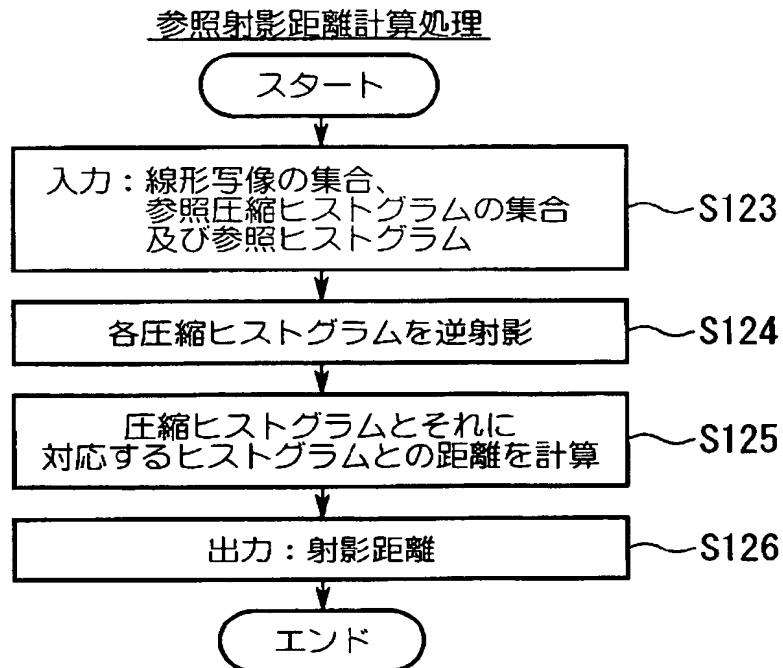 参照射影距離計算処理
スタート
入力：線形写像の集合、
参照圧縮ヒストグラムの集合
及び参照ヒストグラム
S123
各圧縮ヒストグラムを逆射影
S124
圧縮ヒストグラムとそれに
対応するヒストグラムとの距離を計算
S125
出力：射影距離
S126
エンド